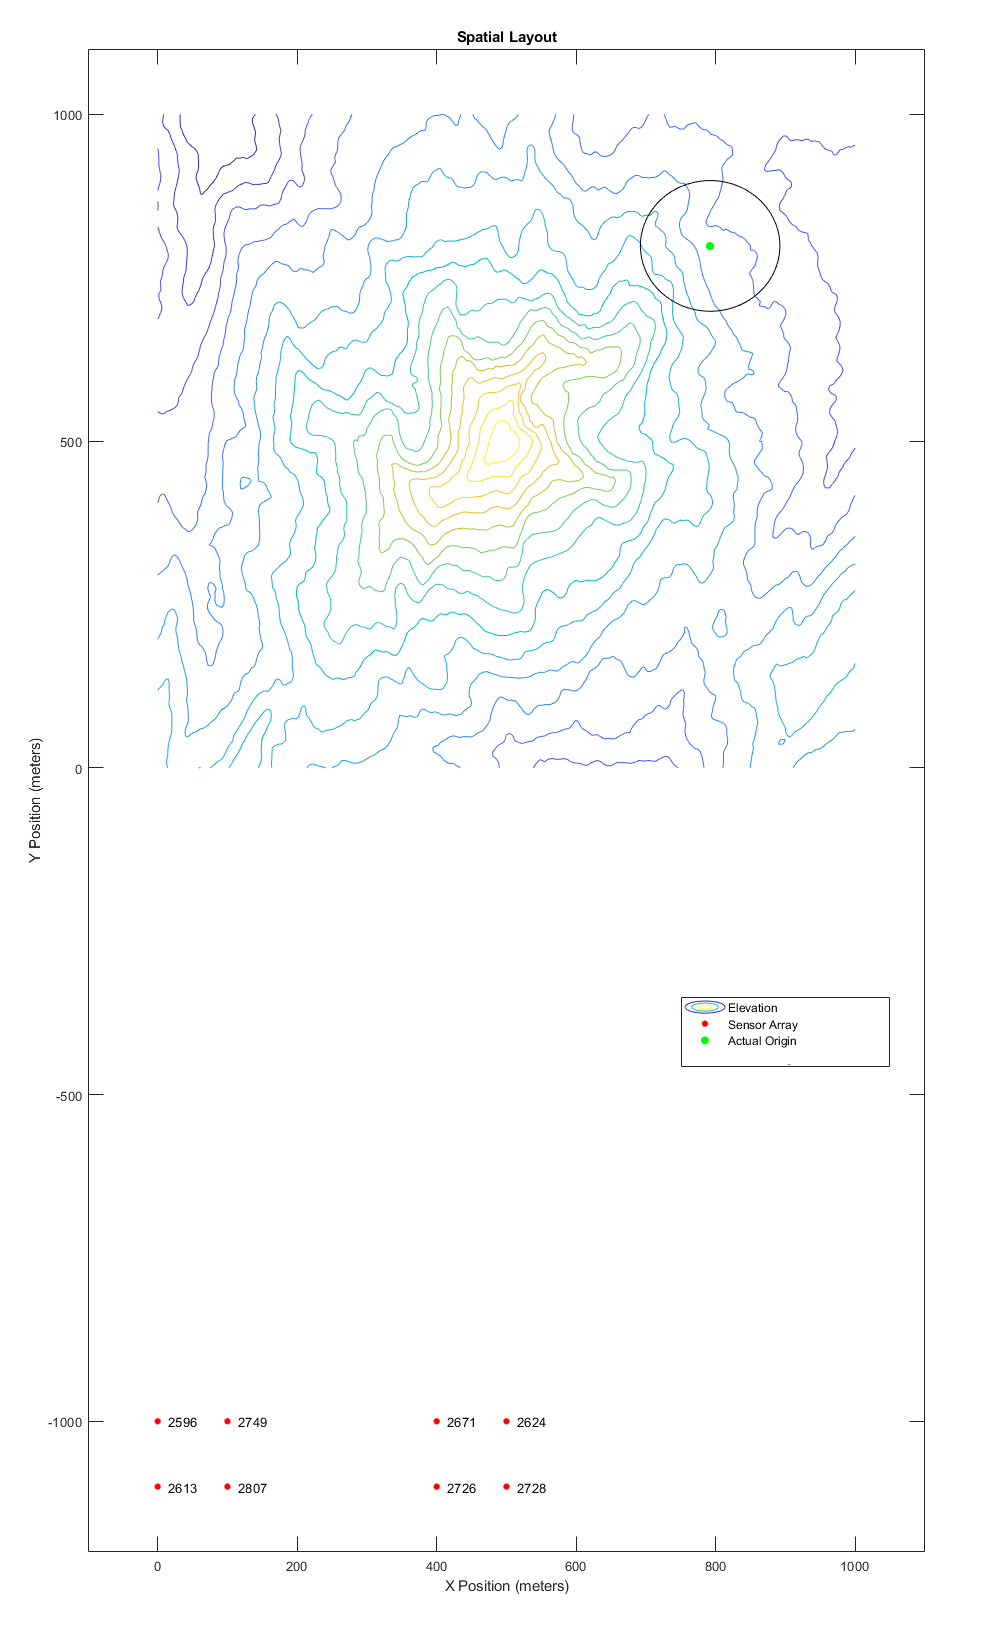 Spatial Layout
1000
500
0
-500
-1000
Y Position (meters)
Elevation
Sensor Array
Actual Origin
2596 2749 2671 2624
2613 2807 2726 2728
0 200 400 600 800 1000
X Position (meters)